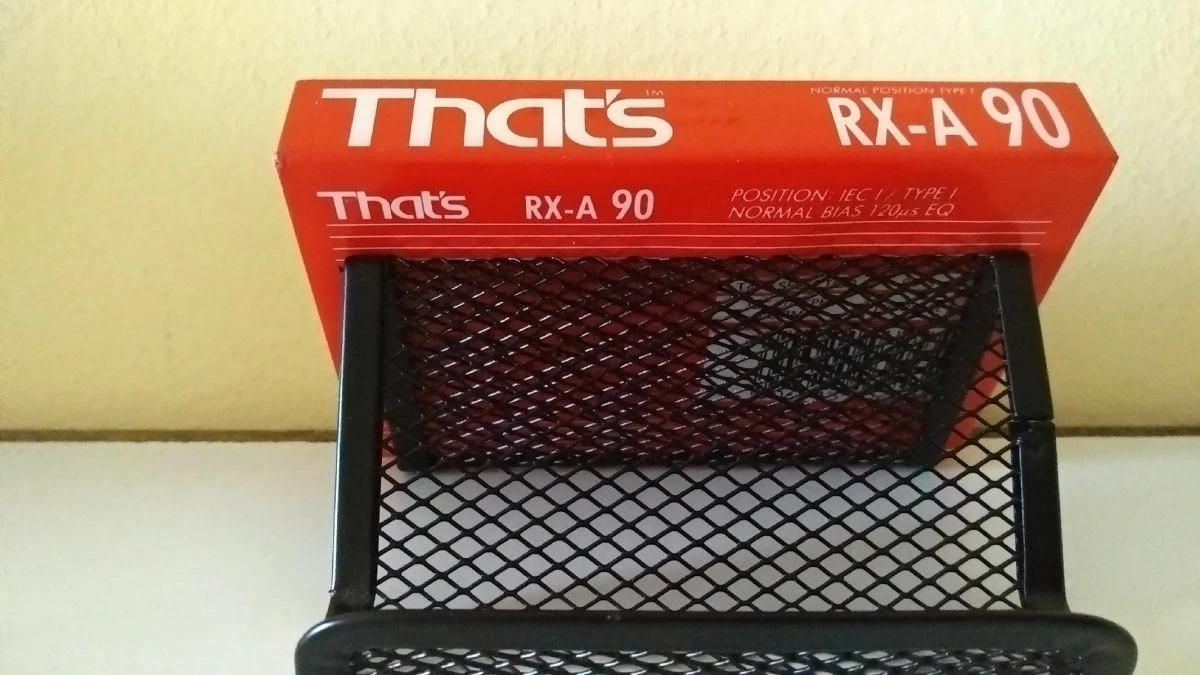 That's TM
NORMAL POSITION TYPE I
RX-A 90
That's RX-A 90
POSITION: IEC I / TYPE I
NORMAL BIAS 120µs EQ